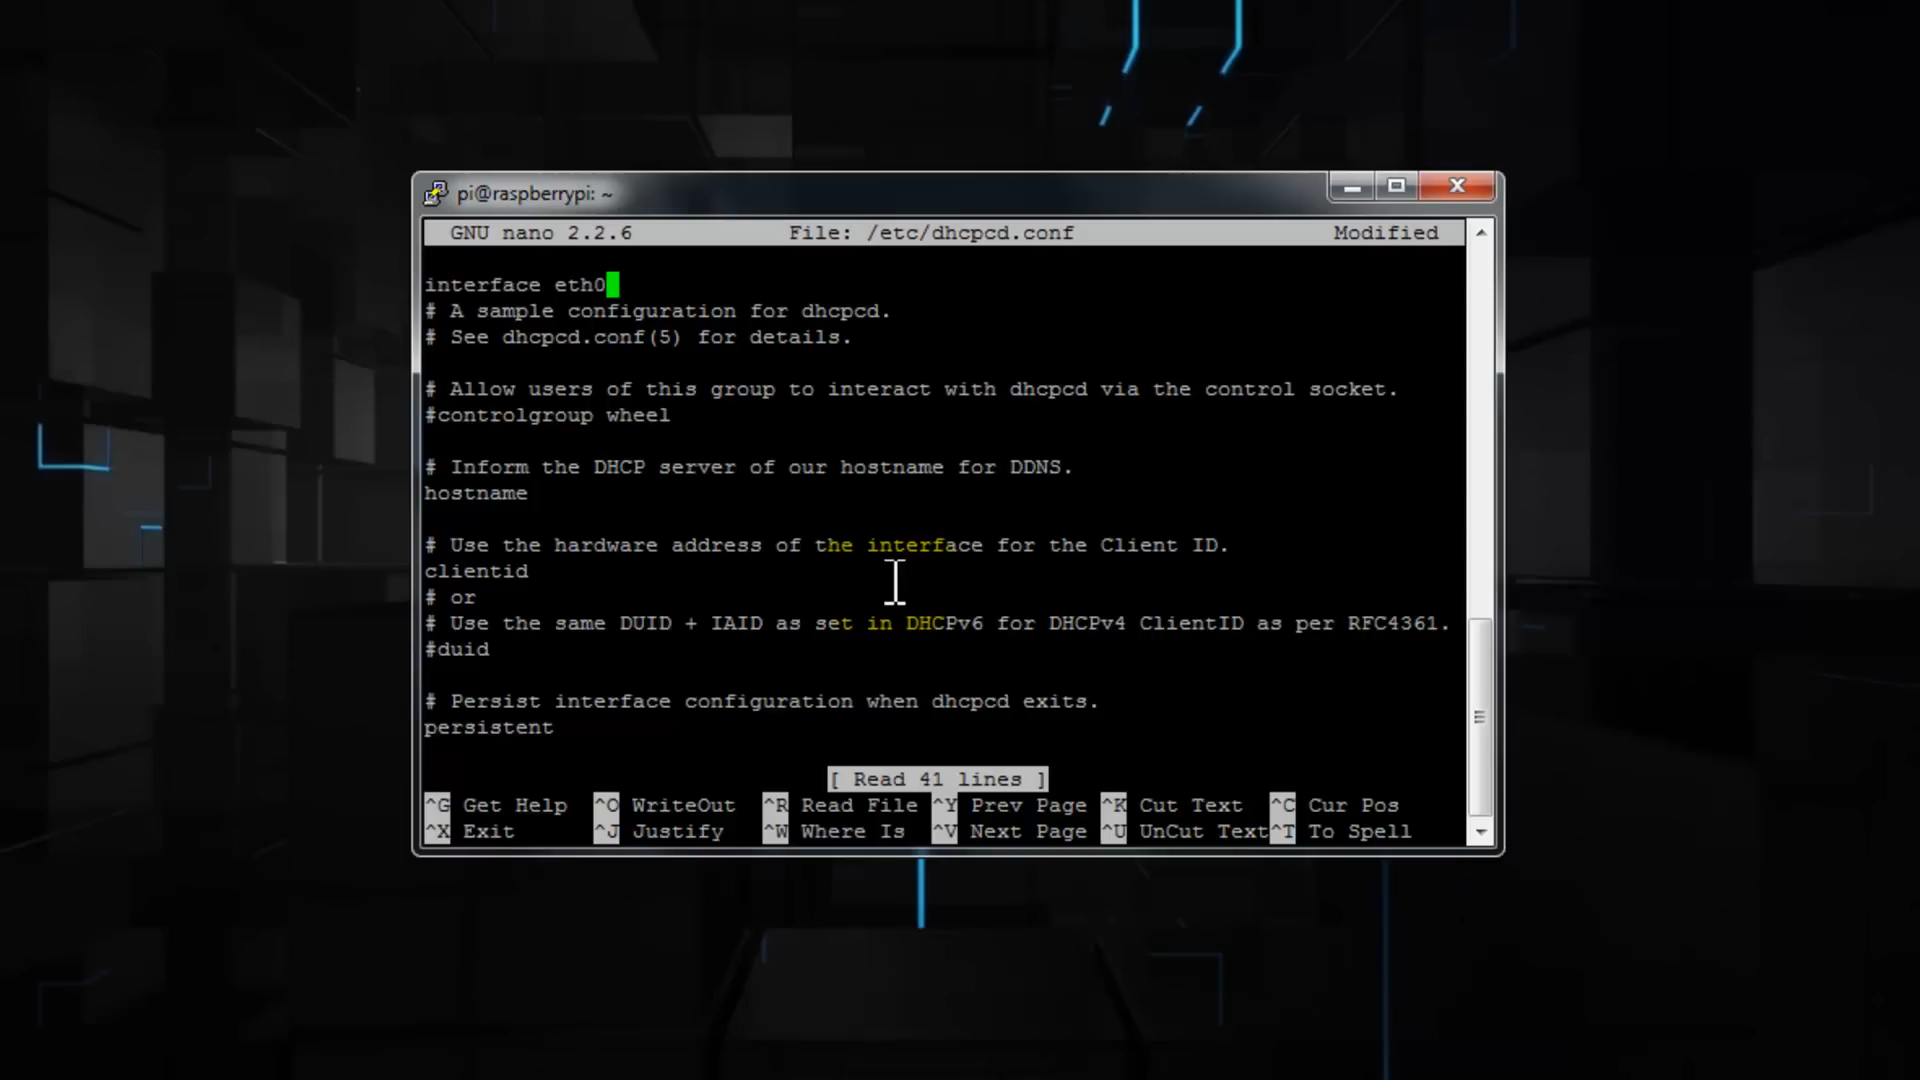 pi@raspberrypi: ~
GNU nano 2.2.6 File: /etc/dhcpcd.conf Modified
interface eth0
# A sample configuration for dhcpcd.
# See dhcpcd.conf(5) for details.
# Allow users of this group to interact with dhcpcd via the control socket.
#controlgroup wheel
# Inform the DHCP server of our hostname for DDNS.
hostname
# Use the hardware address of the interface for the Client ID.
clientid
# or
# Use the same DUID + IAID as set in DHCPv6 for DHCPv4 ClientID as per RFC4361.
#duid
# Persist interface configuration when dhcpcd exits.
persistent
[ Read 41 lines ]
^G Get Help ^O WriteOut ^R Read File ^Y Prev Page ^K Cut Text ^C Cur Pos
^X Exit ^J Justify ^W Where Is ^V Next Page ^U UnCut Text^T To Spell